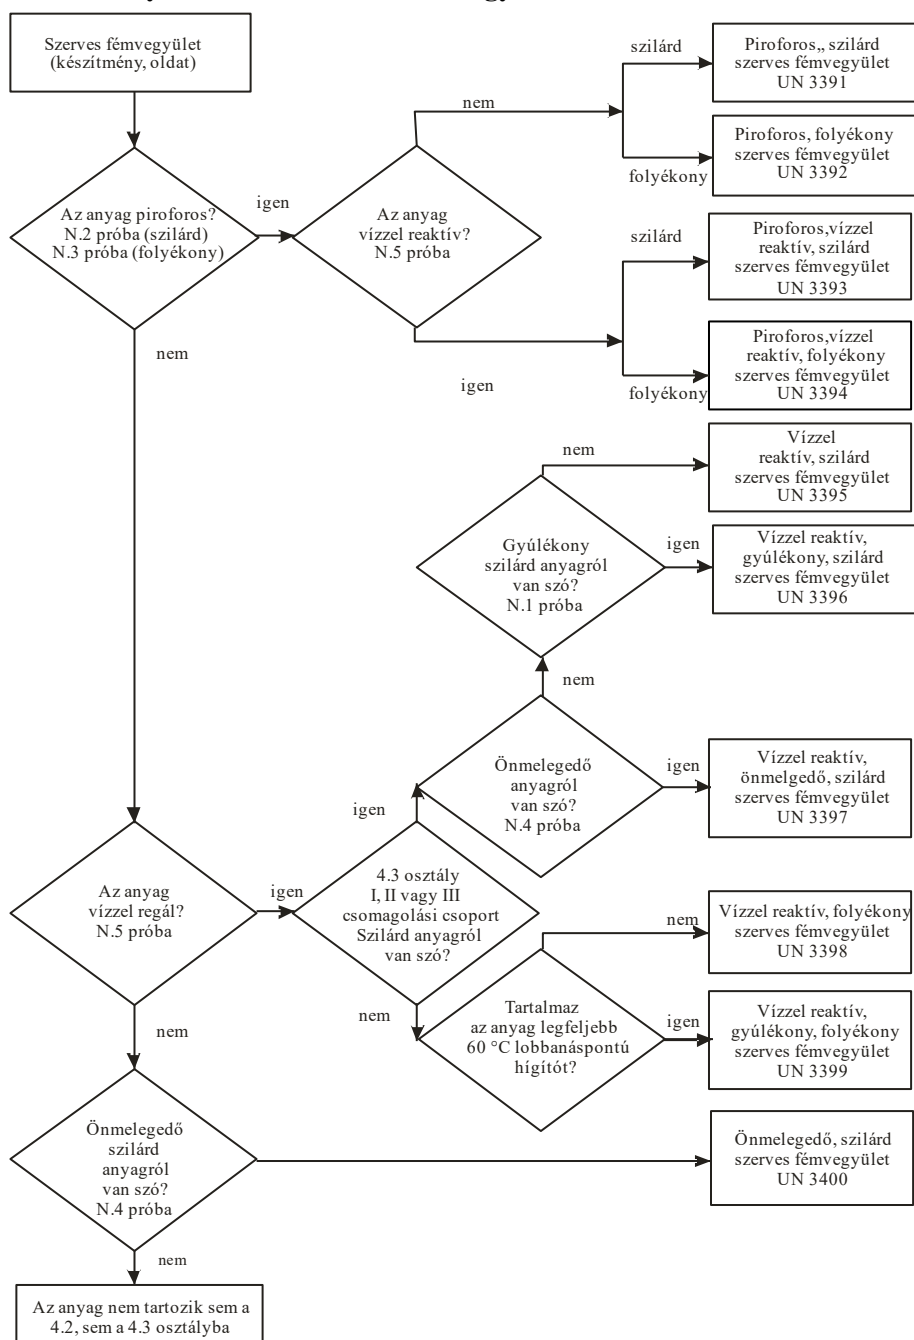 Szerves fémvegyület
(készítmény, oldat)
szilárd
Piroforos,, szilárd
szerves fémvegyület
UN 3391
nem
Piroforos, folyékony
szerves fémvegyület
UN 3392
folyékony
Az anyag piroforos?
N.2 próba (szilárd)
N.3 próba (folyékony)
igen
Az anyag
vízzel reaktív?
N.5 próba
szilárd
Piroforos,vízzel
reaktív, szilárd
szerves fémvegyület
UN 3393
nem
igen
folyékony
Piroforos,vízzel
reaktív, folyékony
szerves fémvegyület
UN 3394
nem
Vízzel
reaktív, szilárd
szerves fémvegyület
UN 3395
Gyúlékony
szilárd anyagról
van szó?
N.1 próba
igen
Vízzel reaktív,
gyúlékony, szilárd
szerves fémvegyület
UN 3396
nem
Önmelegedő
anyagról
van szó?
N.4 próba
igen
Vízzel reaktív,
önmelgedő, szilárd
szerves fémvegyület
UN 3397
igen
Az anyag
vízzel regál?
N.5 próba
igen
4.3 osztály
I, II vagy III
csomagolási csoport
Szilárd anyagról
van szó?
nem
Vízzel reaktív, folyékony
szerves fémvegyület
UN 3398
nem
nem
Tartalmaz
az anyag legfeljebb
60 °C lobbanáspontú
hígítót?
igen
Vízzel reaktív,
gyúlékony, folyékony
szerves fémvegyület
UN 3399
Önmelegedő
szilárd
anyagról
van szó?
N.4 próba
Önmelegedő, szilárd
szerves fémvegyület
UN 3400
nem
Az anyag nem tartozik sem a
4.2, sem a 4.3 osztályba